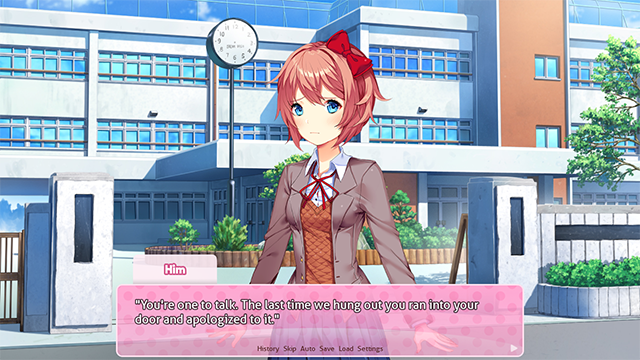 Him
"You're one to talk. The last time we hung out you ran into your
door and apologized to it."
History Skip Auto Save Load Settings